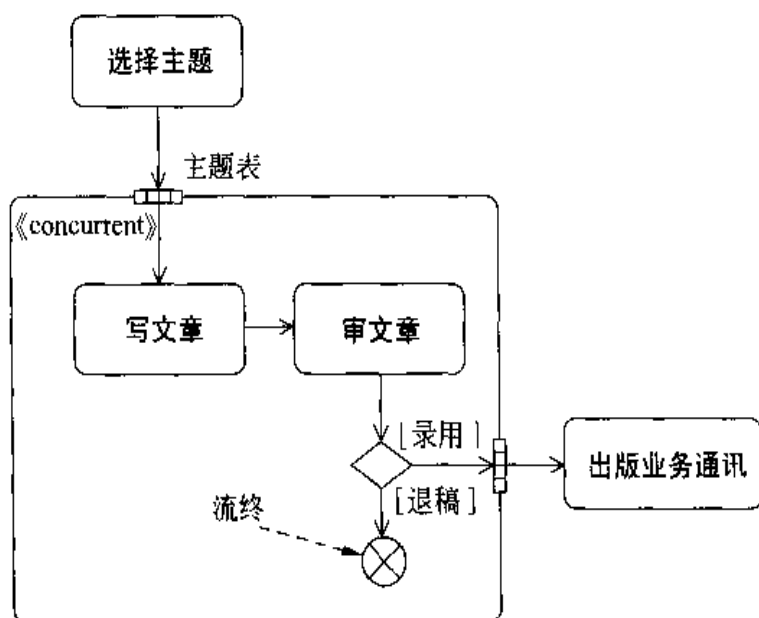 选择主题
主题表
《concurrent》
写文章
审文章
[录用]
出版业务通讯
[退稿]
流终